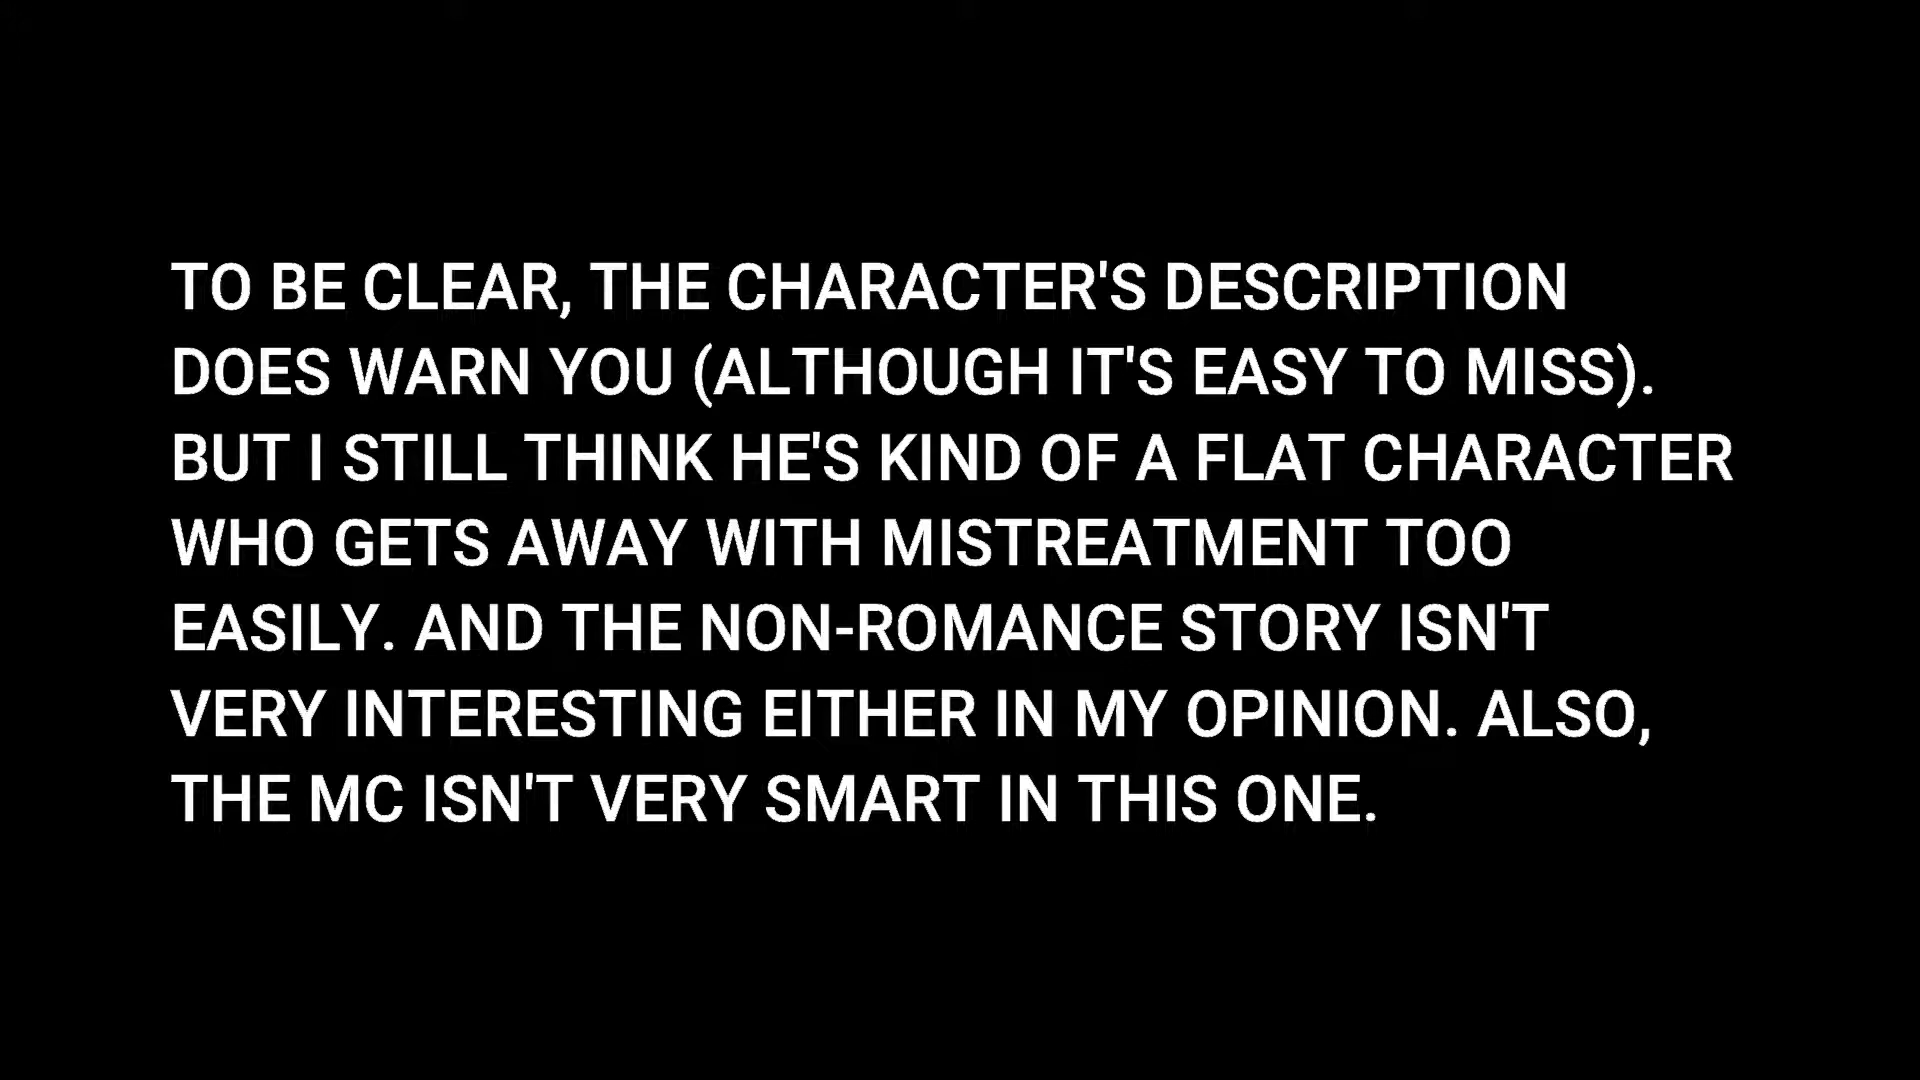 TO BE CLEAR, THE CHARACTER'S DESCRIPTION
DOES WARN YOU (ALTHOUGH IT'S EASY TO MISS).
BUT I STILL THINK HE'S KIND OF A FLAT CHARACTER
WHO GETS AWAY WITH MISTREATMENT TOO
EASILY. AND THE NON-ROMANCE STORY ISN'T
VERY INTERESTING EITHER IN MY OPINION. ALSO,
THE MC ISN'T VERY SMART IN THIS ONE.